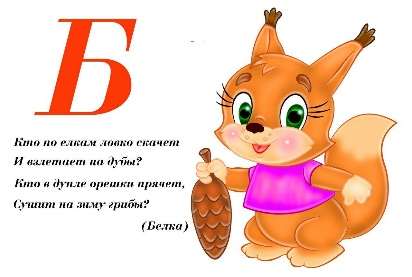 Б
Кто по елкам ловко скачет
И взлетает на дубы?
Кто в дупле орешки прячет,
Сушит на зиму грибы?
(Белка)